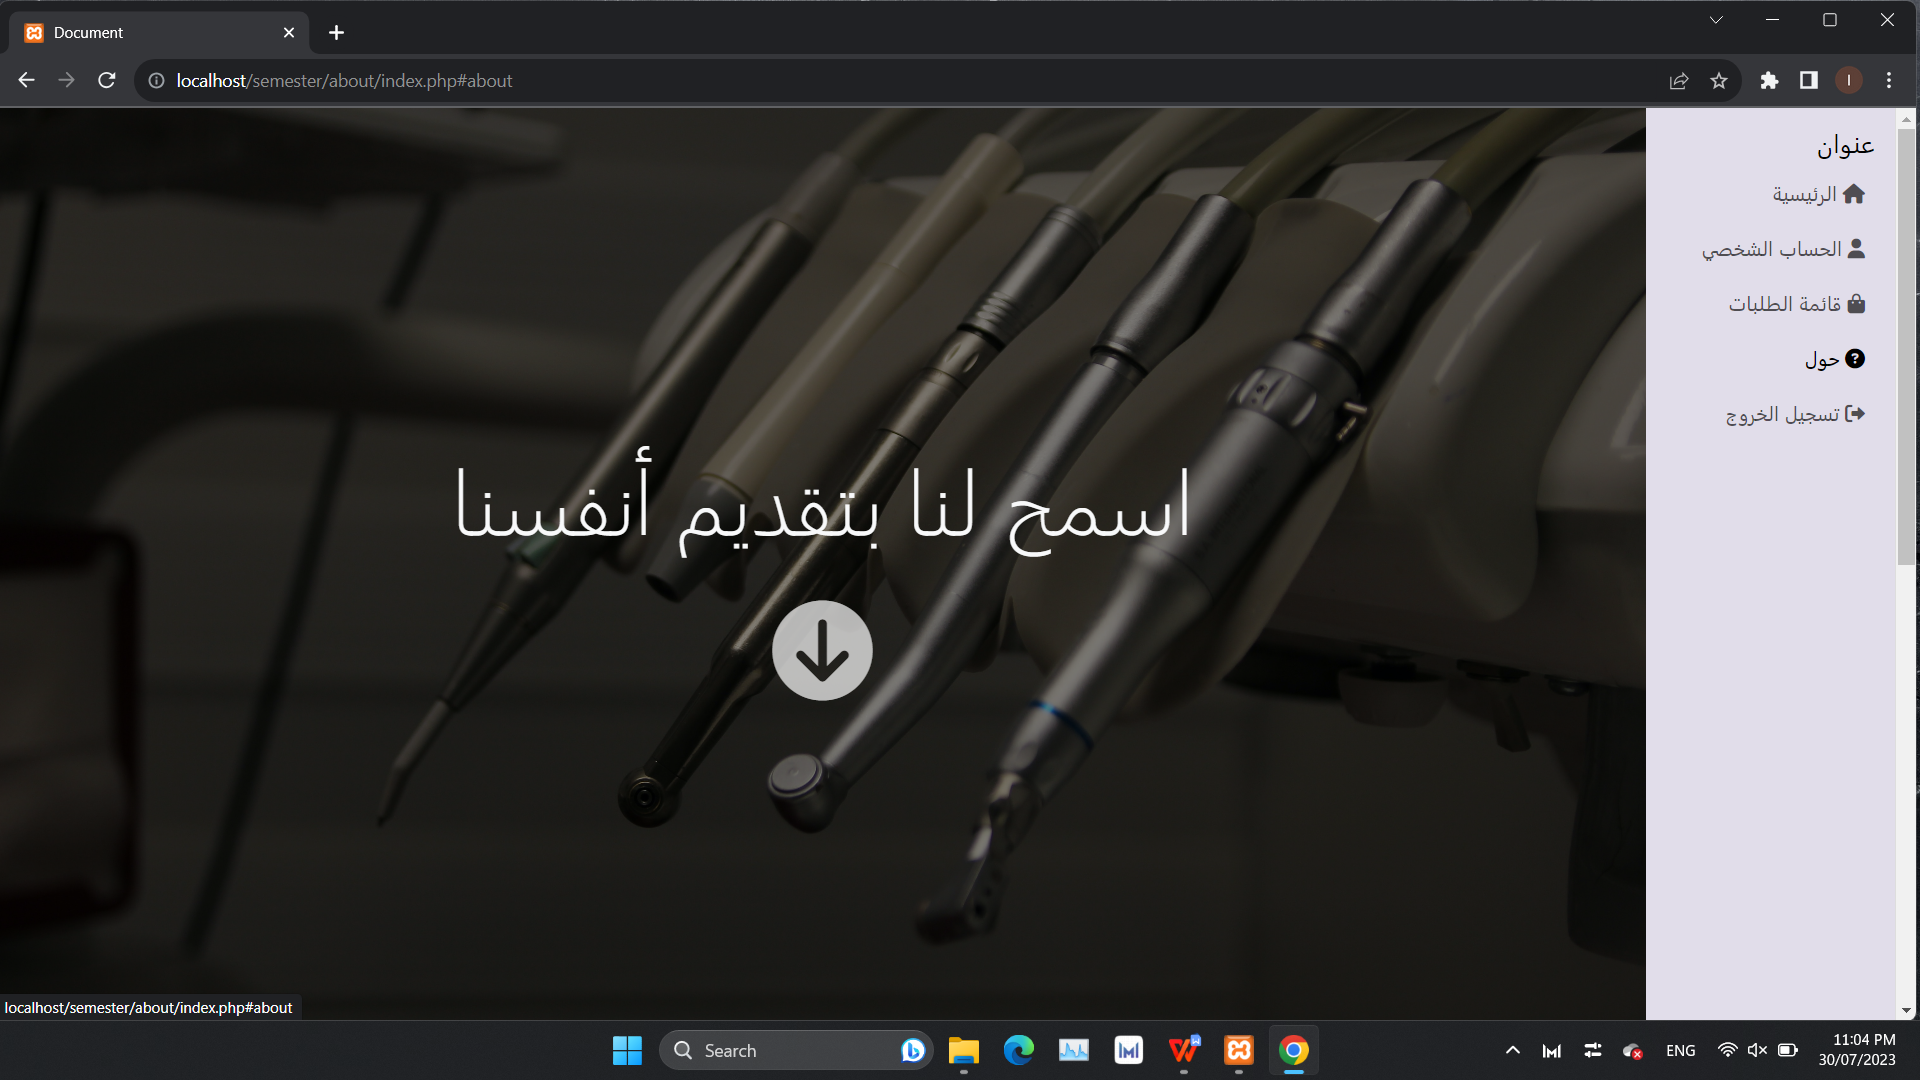 Document
localhost/semester/about/index.php#about
I
عنوان
الرئيسية
الحساب الشخصي
قائمة الطلبات
حول
تسجيل الخروج
اسمح لنا بتقديم أنفسنا
localhost/semester/about/index.php#about
Search
ENG
11:04 PM
30/07/2023